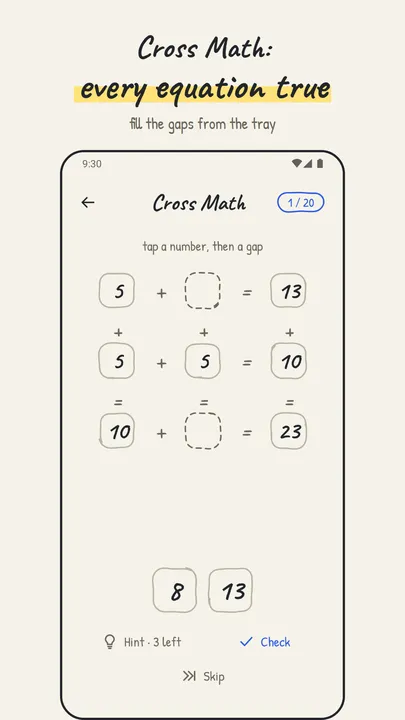 Cross Math:
every equation true
fill the gaps from the tray
9:30
Cross Math
1 / 20
tap a number, then a gap
5 + = 13
+ + +
5 + 5 = 10
= = =
10 + = 23
8 13
Hint · 3 left
Check
Skip